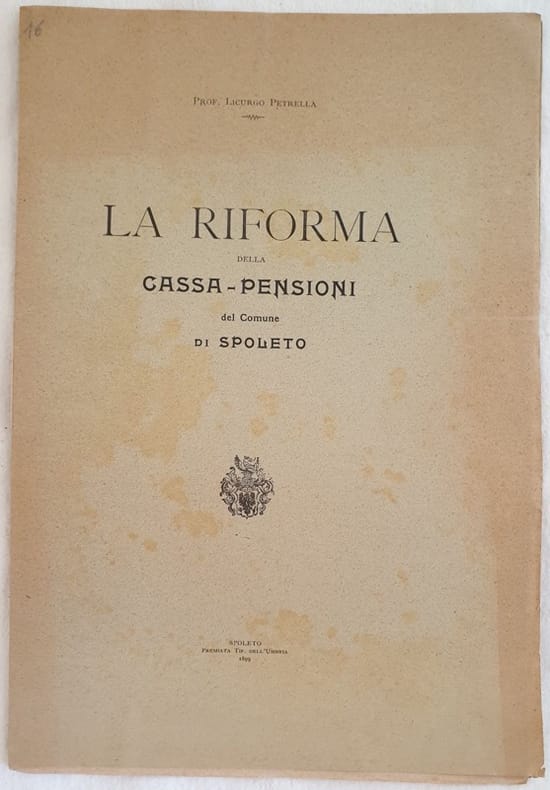 16
PROF. LICURGO PETRELLA
LA RIFORMA
DELLA
CASSA-PENSIONI
del Comune
DI SPOLETO
SPOLETO
PREMIATA TIP. DELL'UMBRIA
1899